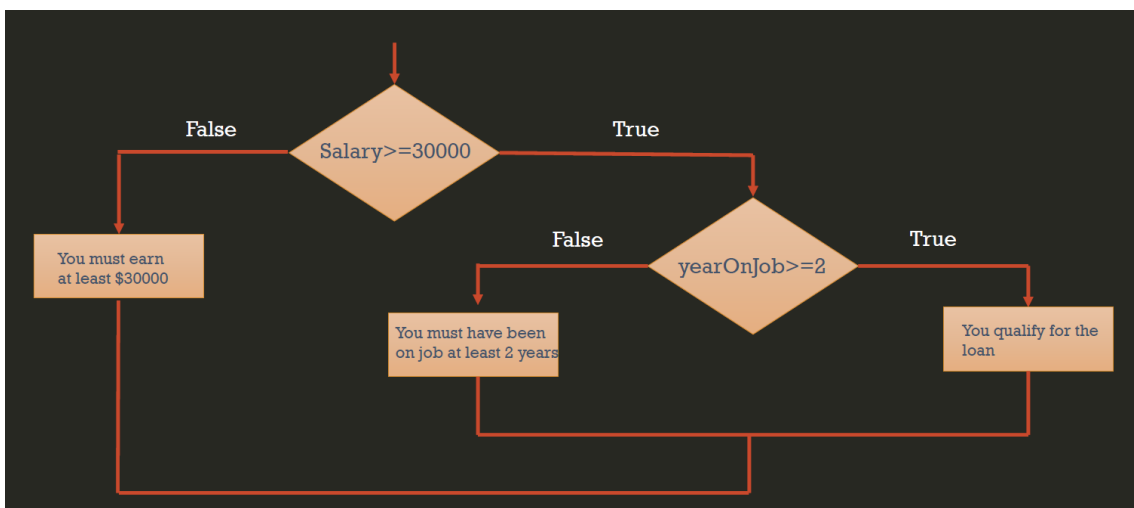 False
True
Salary>=30000
You must earn
at least $30000
False
True
yearOnJob>=2
You must have been
on job at least 2 years
You qualify for the
loan